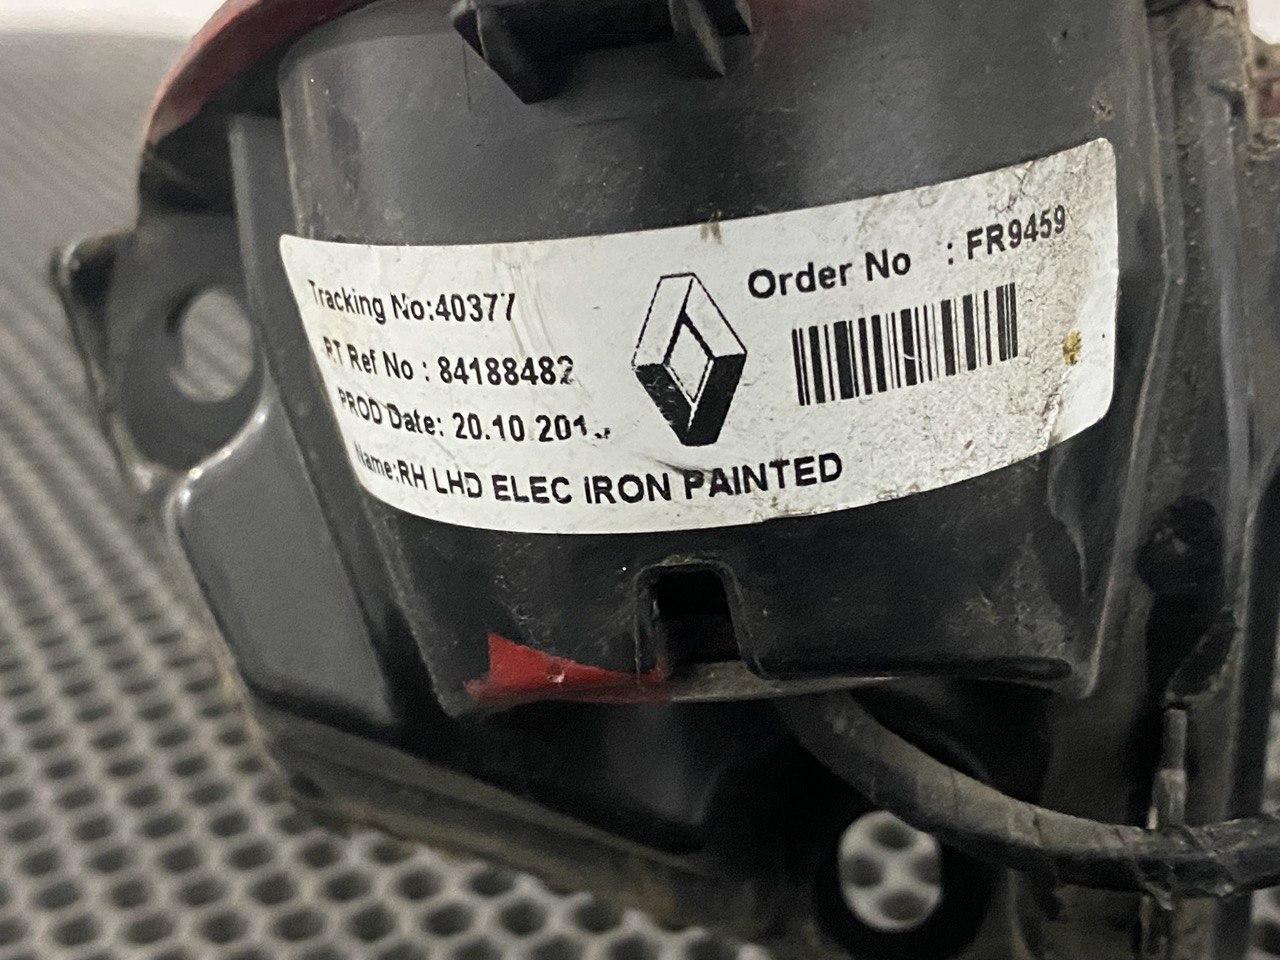 Tracking No:40377
Order No : FR9459
RT Ref No : 84188482
PROD Date: 20.10
Name:RH LHD ELEC IRON PAINTED